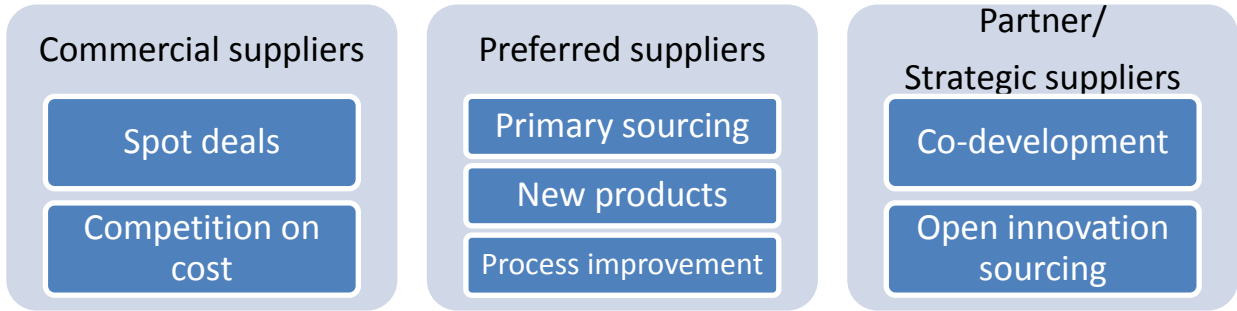 Commercial suppliers
Spot deals
Competition on
cost
Preferred suppliers
Primary sourcing
New products
Process improvement
Partner/
Strategic suppliers
Co-development
Open innovation
sourcing